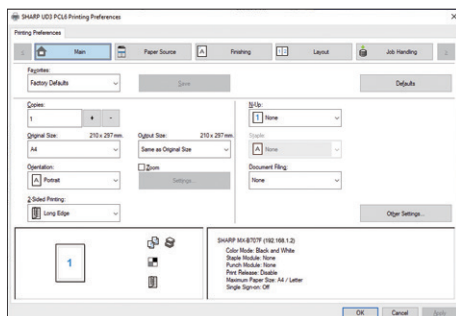 SHARP UD3 PCL6 Printing Preferences
Printing Preferences
Main
Paper Source
Finishing
Layout
Job Handling
Favorites:
Factory Defaults
Save
Defaults
Copies:
1
+ -
N-Up:
1 None
Original Size: 210 x 297 mm.
A4
Output Size: 210 x 297 mm.
Same as Original Size
Staple:
None
Orientation:
A Portrait
Zoom
Settings...
Document Filing:
None
2-Sided Printing:
Long Edge
Other Settings...
1
SHARP MX-B707F (192.168.1.2)
Color Mode: Black and White
Staple Module: None
Punch Module: None
Print Release: Disable
Maximum Paper Size: A4 / Letter
Single Sign-on: Off
OK
Cancel
Apply